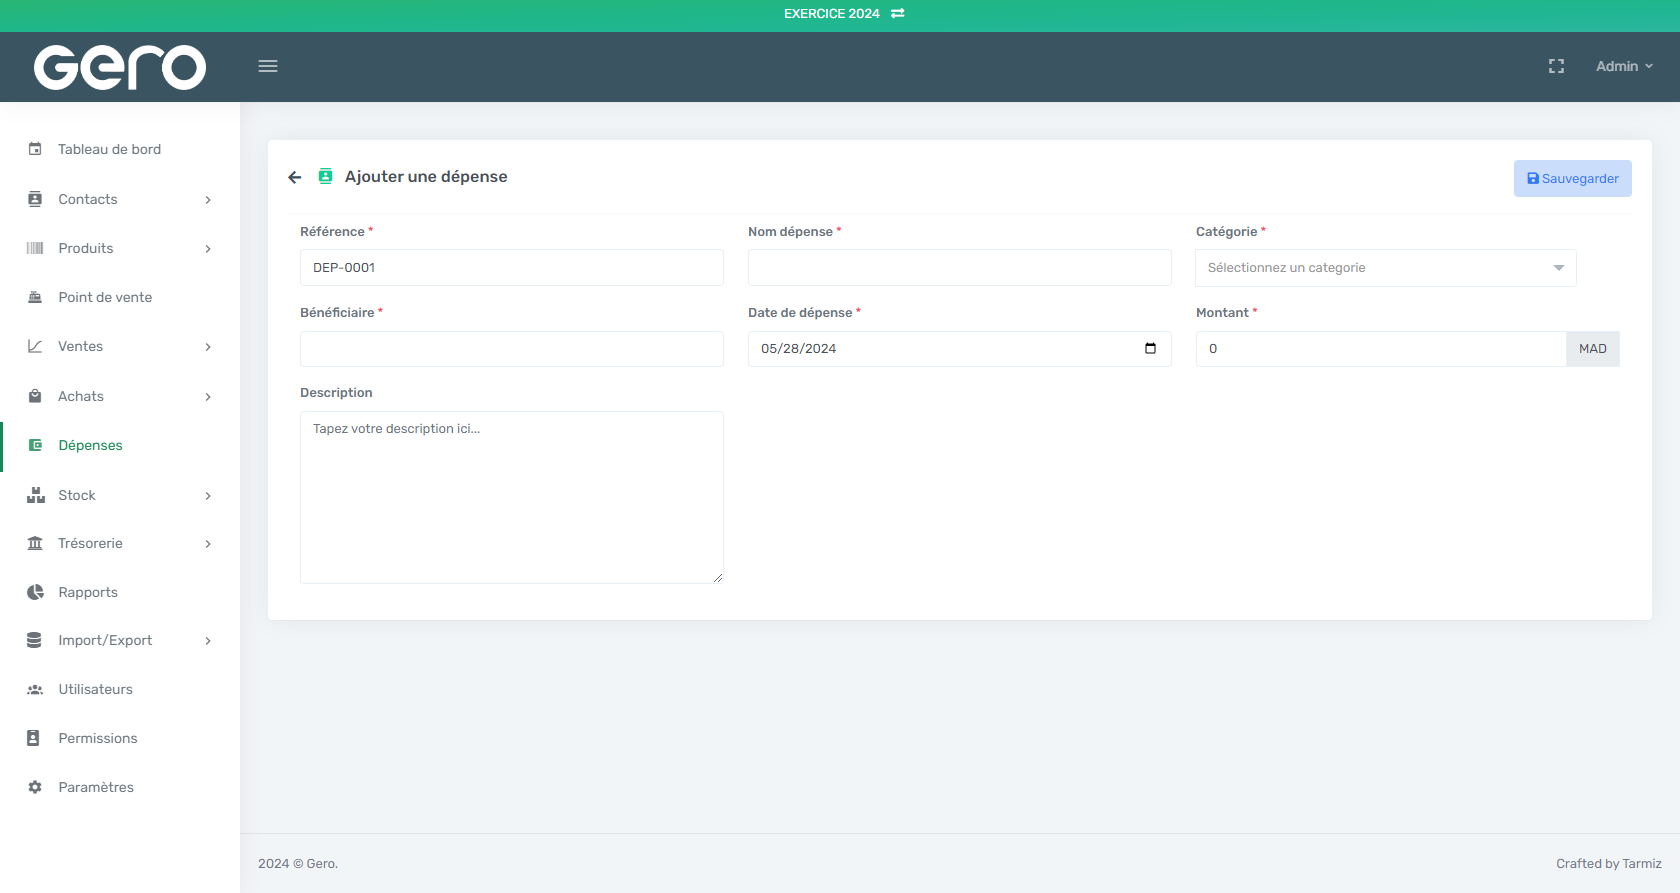 EXERCICE 2024
Gero
Admin
Tableau de bord
Contacts
Produits
Point de vente
Ventes
Achats
Dépenses
Stock
Trésorerie
Rapports
Import/Export
Utilisateurs
Permissions
Paramètres
Ajouter une dépense
Sauvegarder
Référence *
DEP-0001
Nom dépense *
Catégorie *
Sélectionnez un categorie
Bénéficiaire *
Date de dépense *
05/28/2024
Montant *
0 MAD
Description
Tapez votre description ici...
2024 © Gero.
Crafted by Tarmiz